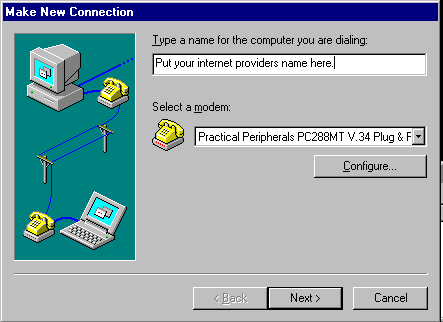 Make New Connection
Type a name for the computer you are dialing:
Put your internet providers name here.
Select a modem:
Practical Peripherals PC288MT V.34 Plug & F
Configure...
< Back
Next >
Cancel